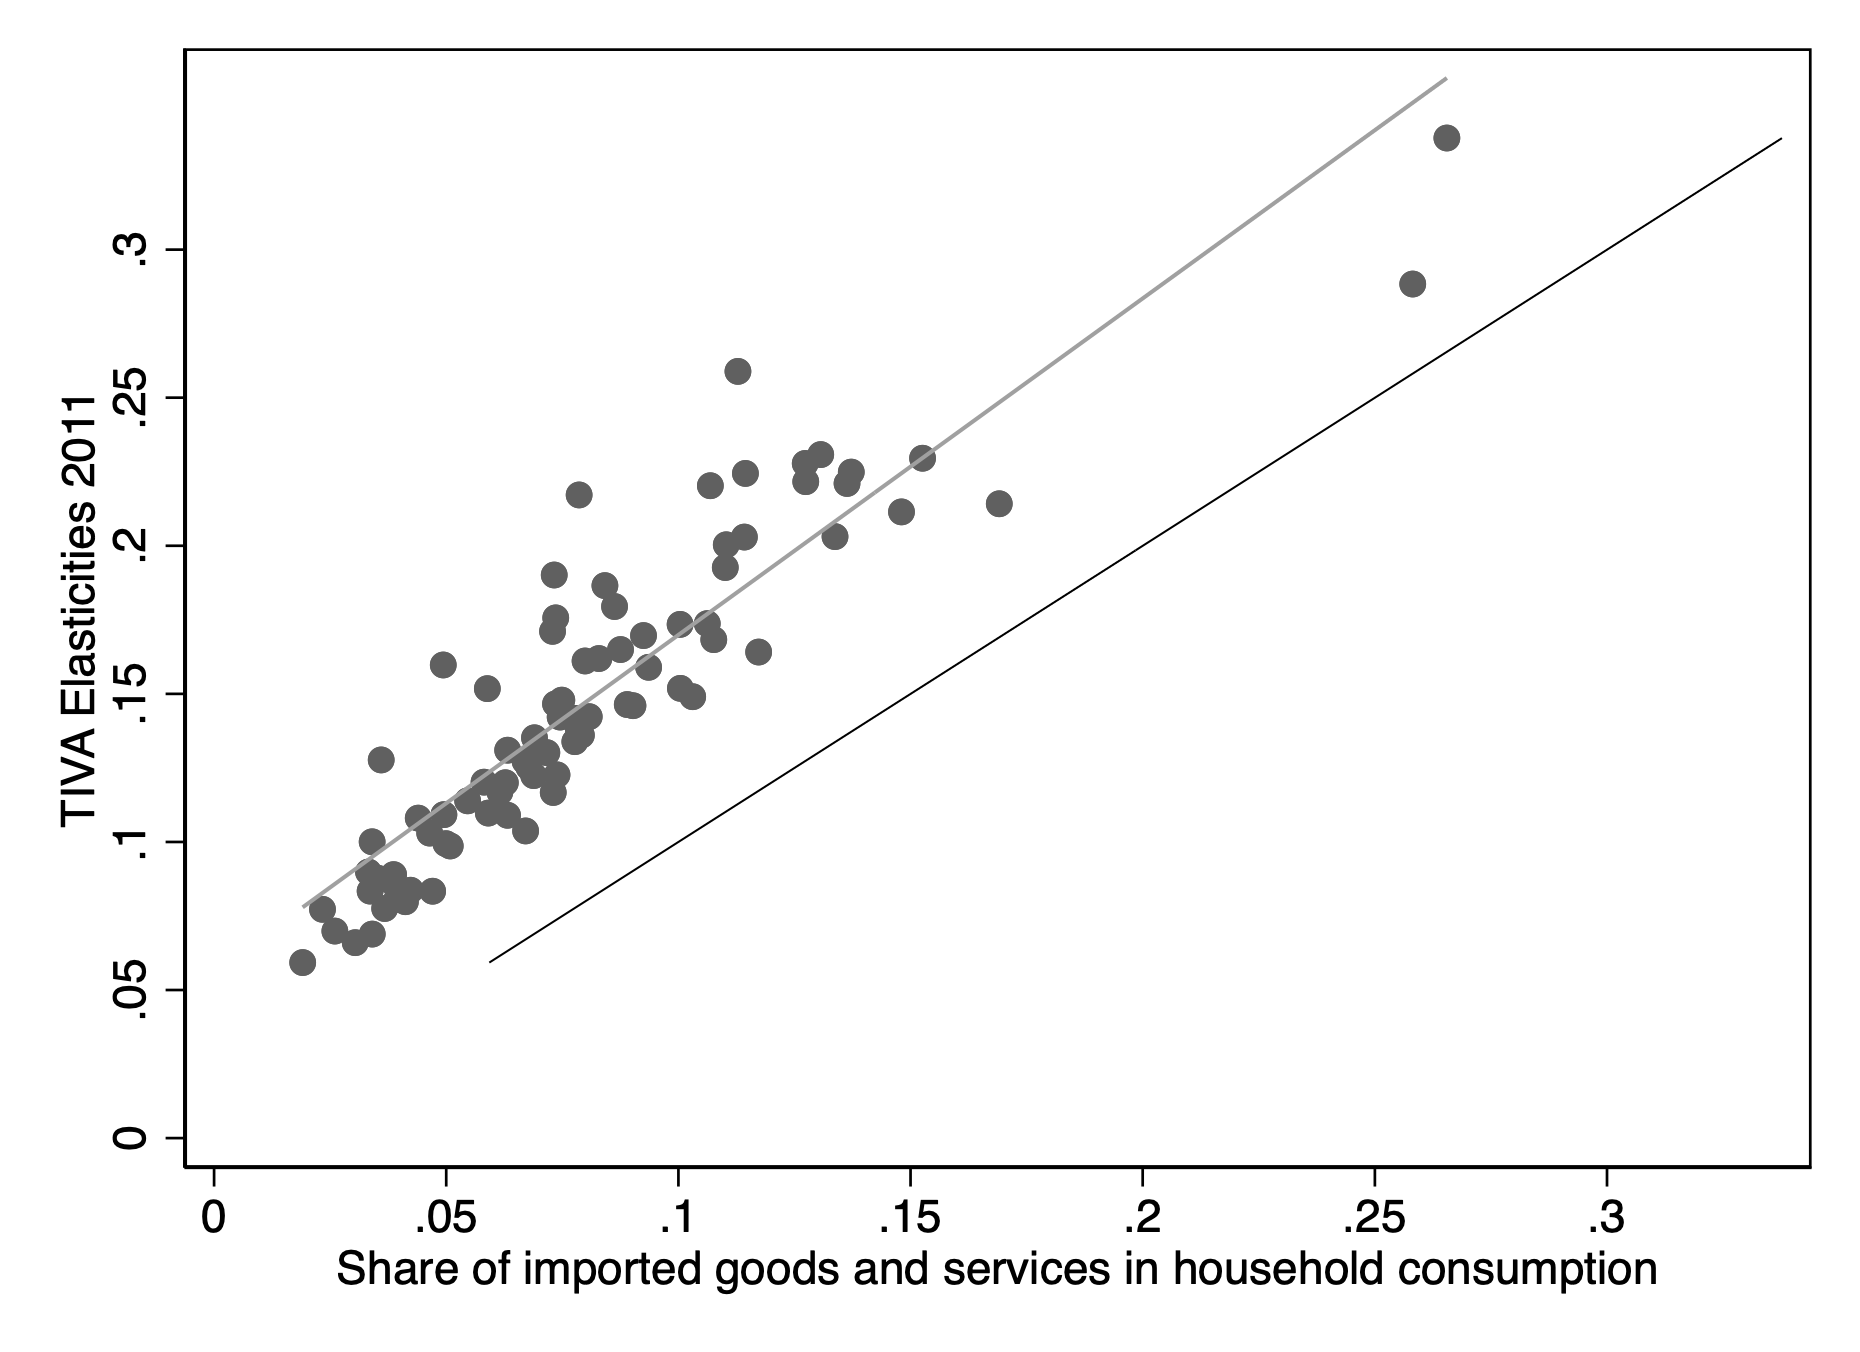 TIVA Elasticities 2011
.3
.25
.2
.15
.1
.05
0
0 .05 .1 .15 .2 .25 .3
Share of imported goods and services in household consumption